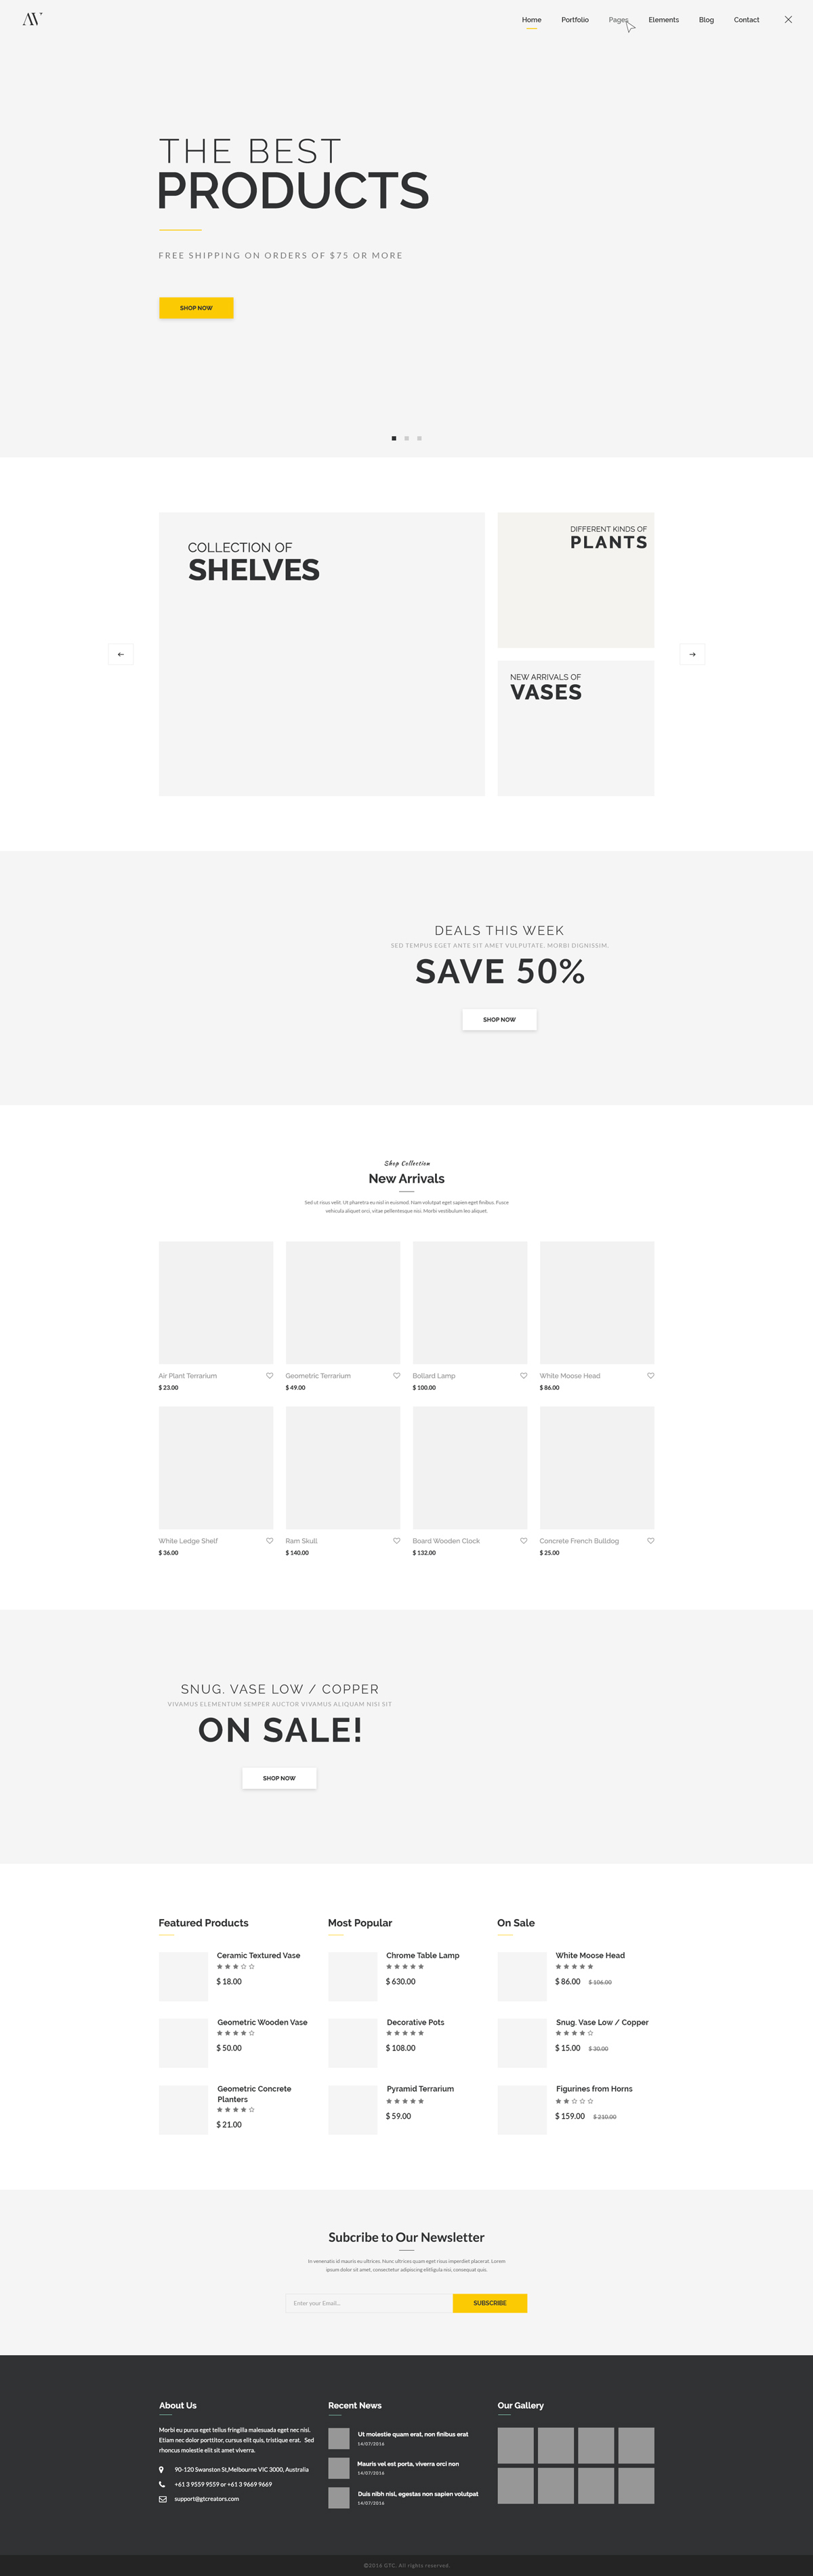 AV
Home Portfolio Pages Elements Blog Contact
THE BEST
PRODUCTS
FREE SHIPPING ON ORDERS OF $75 OR MORE
SHOP NOW
COLLECTION OF
SHELVES
DIFFERENT KINDS OF
PLANTS
NEW ARRIVALS OF
VASES
DEALS THIS WEEK
SED TEMPUS EGET ANTE SIT AMET VULPUTATE. MORBI DIGNISSIM.
SAVE 50%
SHOP NOW
Shop Collection
New Arrivals
Sed ut risus velit. Ut pharetra eu nisl in euismod. Nam volutpat eget sapien eget finibus. Fusce
vehicula aliquet orci, vitae pellentesque nisi. Morbi vestibulum leo aliquet.
Air Plant Terrarium
$ 23.00
Geometric Terrarium
$ 49.00
Bollard Lamp
$ 100.00
White Moose Head
$ 86.00
White Ledge Shelf
$ 36.00
Ram Skull
$ 140.00
Board Wooden Clock
$ 132.00
Concrete French Bulldog
$ 25.00
SNUG. VASE LOW / COPPER
VIVAMUS ELEMENTUM SEMPER AUCTOR VIVAMUS ALIQUAM NISI SIT
ON SALE!
SHOP NOW
Featured Products
Ceramic Textured Vase
$ 18.00
Geometric Wooden Vase
$ 50.00
Geometric Concrete
Planters
$ 21.00
Most Popular
Chrome Table Lamp
$ 630.00
Decorative Pots
$ 108.00
Pyramid Terrarium
$ 59.00
On Sale
White Moose Head
$ 86.00 $ 106.00
Snug. Vase Low / Copper
$ 15.00 $ 30.00
Figurines from Horns
$ 159.00 $ 210.00
Subcribe to Our Newsletter
In venenatis id mauris eu ultrices. Nunc ultrices quam eget risus imperdiet placerat. Lorem
ipsum dolor sit amet, consectetur adipiscing elitligula nisi, consequat quis.
Enter your Email...
SUBSCRIBE
About Us
Morbi eu purus eget tellus fringilla malesuada eget nec nisi.
Etiam nec dolor porttitor, cursus elit quis, tristique erat. Sed
rhoncus molestie elit sit amet viverra.
90-120 Swanston St,Melbourne VIC 3000, Australia
+61 3 9559 9559 or +61 3 9669 9669
support@gtcreators.com
Recent News
Ut molestie quam erat, non finibus erat
14/07/2016
Mauris vel est porta, viverra orci non
14/07/2016
Duis nibh nisl, egestas non sapien volutpat
14/07/2016
Our Gallery
©2016 GTC. All rights reserved.